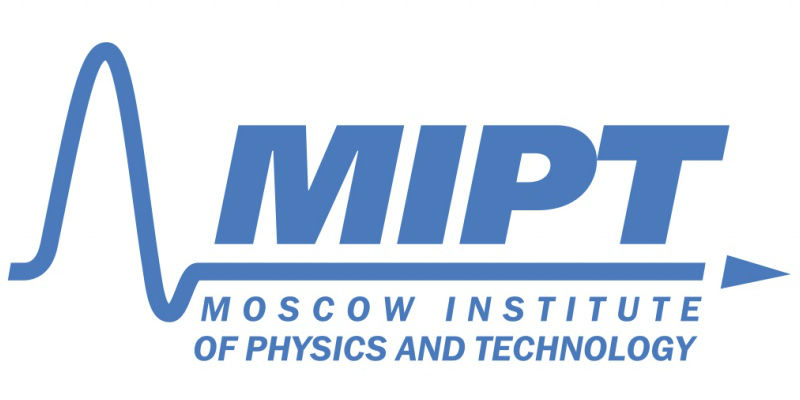 MIPT
MOSCOW INSTITUTE
OF PHYSICS AND TECHNOLOGY